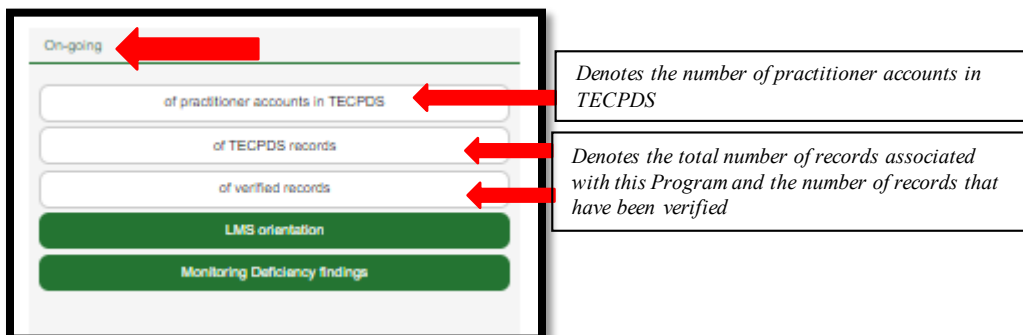 On-going
of practitioner accounts in TECPDS
of TECPDS records
of verified records
LMS orientation
Monitoring Deficiency findings
Denotes the number of practitioner accounts in
TECPDS
Denotes the total number of records associated
with this Program and the number of records that
have been verified